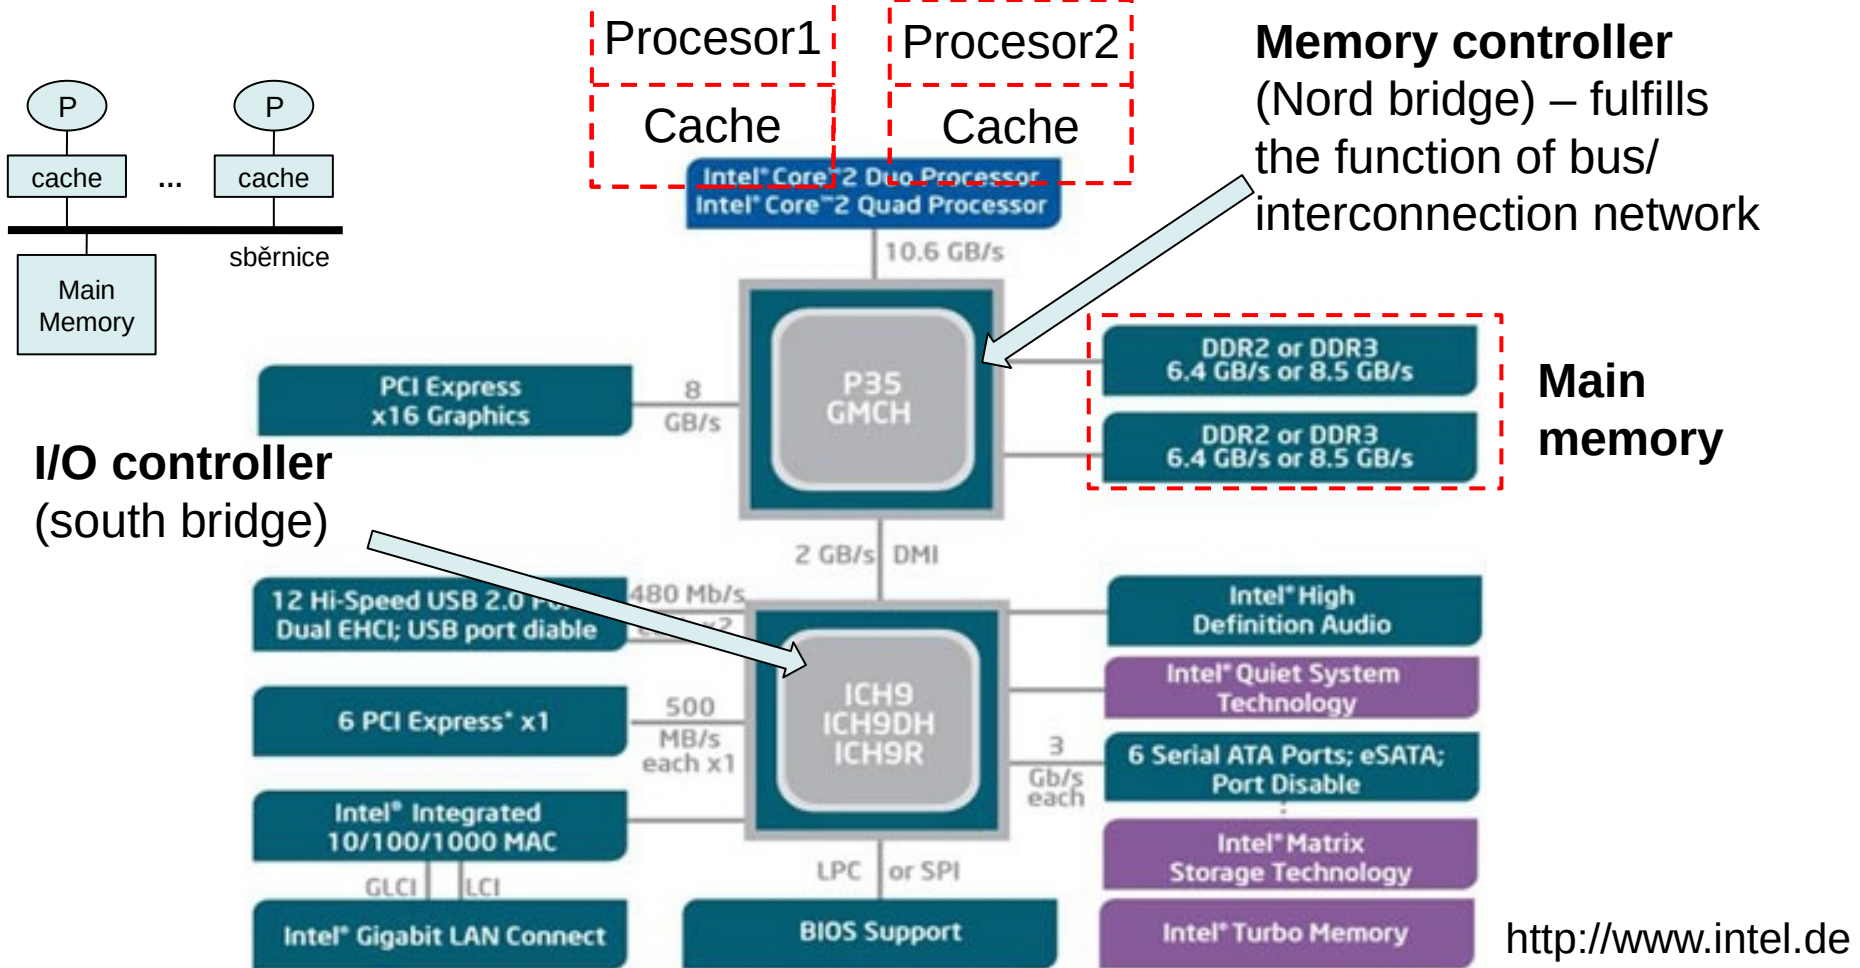 Procesor1
Cache
Procesor2
Cache
Memory controller
(Nord bridge) – fulfills
the function of bus/
interconnection network
P
P
cache
...
cache
sběrnice
Main
Memory
Intel® Core™2 Duo Processor
Intel® Core™2 Quad Processor
10.6 GB/s
PCI Express
x16 Graphics
8
GB/s
P35
GMCH
DDR2 or DDR3
6.4 GB/s or 8.5 GB/s
DDR2 or DDR3
6.4 GB/s or 8.5 GB/s
Main
memory
I/O controller
(south bridge)
2 GB/s DMI
12 Hi-Speed USB 2.0
Dual EHCI; USB port diable
480 Mb/s
x2
ICH9
ICH9DH
ICH9R
Intel® High
Definition Audio
Intel® Quiet System
Technology
6 PCI Express* x1
500
MB/s
each x1
3
Gb/s
each
6 Serial ATA Ports; eSATA;
Port Disable
Intel® Integrated
10/100/1000 MAC
Intel® Matrix
Storage Technology
GLCI
LCI
LPC or SPI
Intel® Gigabit LAN Connect
BIOS Support
Intel® Turbo Memory
http://www.intel.de